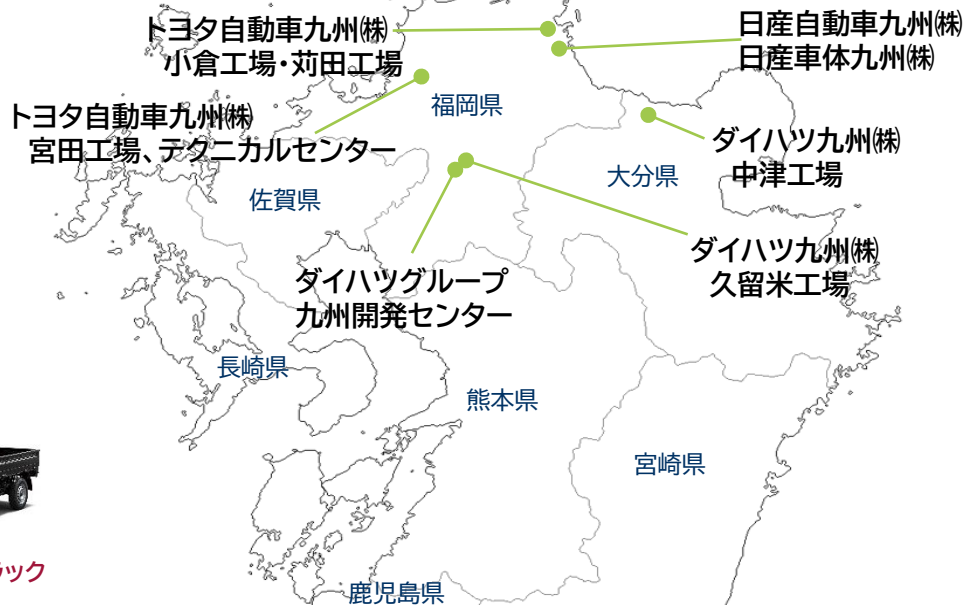 トヨタ自動車九州㈱
小倉工場・苅田工場
日産自動車九州㈱
日産車体九州㈱
福岡県
トヨタ自動車九州㈱
宮田工場、テクニカルセンター
ダイハツ九州㈱
中津工場
大分県
佐賀県
ダイハツ九州㈱
久留米工場
ダイハツグループ
九州開発センター
長崎県
熊本県
宮崎県
ラック
鹿児島県